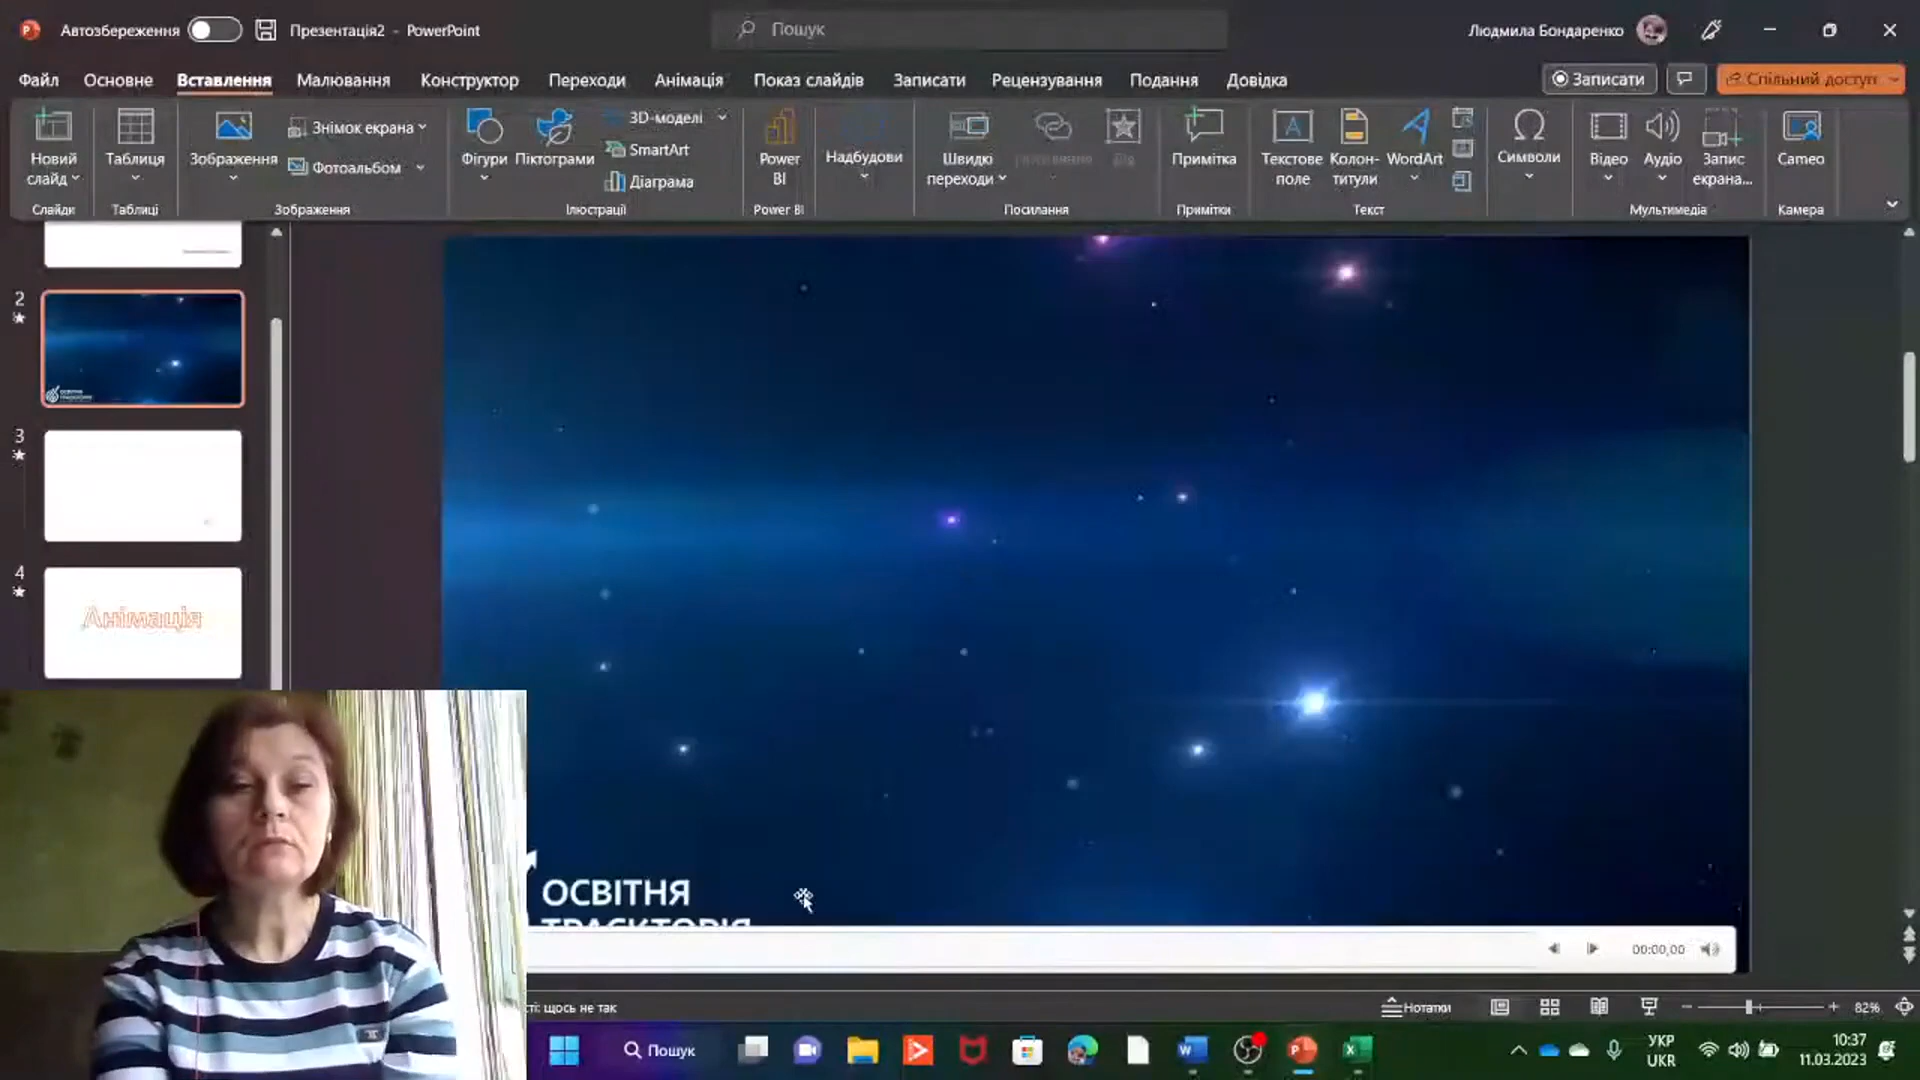 Автозбереження
Презентація2 - PowerPoint
Пошук
Людмила Бондаренко
Файл Основне Вставлення Малювання Конструктор Переходи Анімація Показ слайдів Записати Рецензування Подання Довідка
Записати
Спільний доступ
Новий слайд
Таблиця
Зображення
Знімок екрана
Фотоальбом
Фігури
Піктограми
3D-моделі
SmartArt
Діаграма
Power BI
Надбудови
Швидкі переходи
Примітка
Текстове поле
Колон-титули
WordArt
Символи
Відео
Аудіо
Запис екрана...
Cameo
Слайди Таблиці Зображення Ілюстрації Power BI Посилання Примітки Текст Мультимедіа Камера
2
3
4
Анімація
ОСВІТНЯ
ТРАЄКТОРІЯ
00:00,00
щось не так
Нотатки
82%
Пошук
УКР
UKR
10:37
11.03.2023